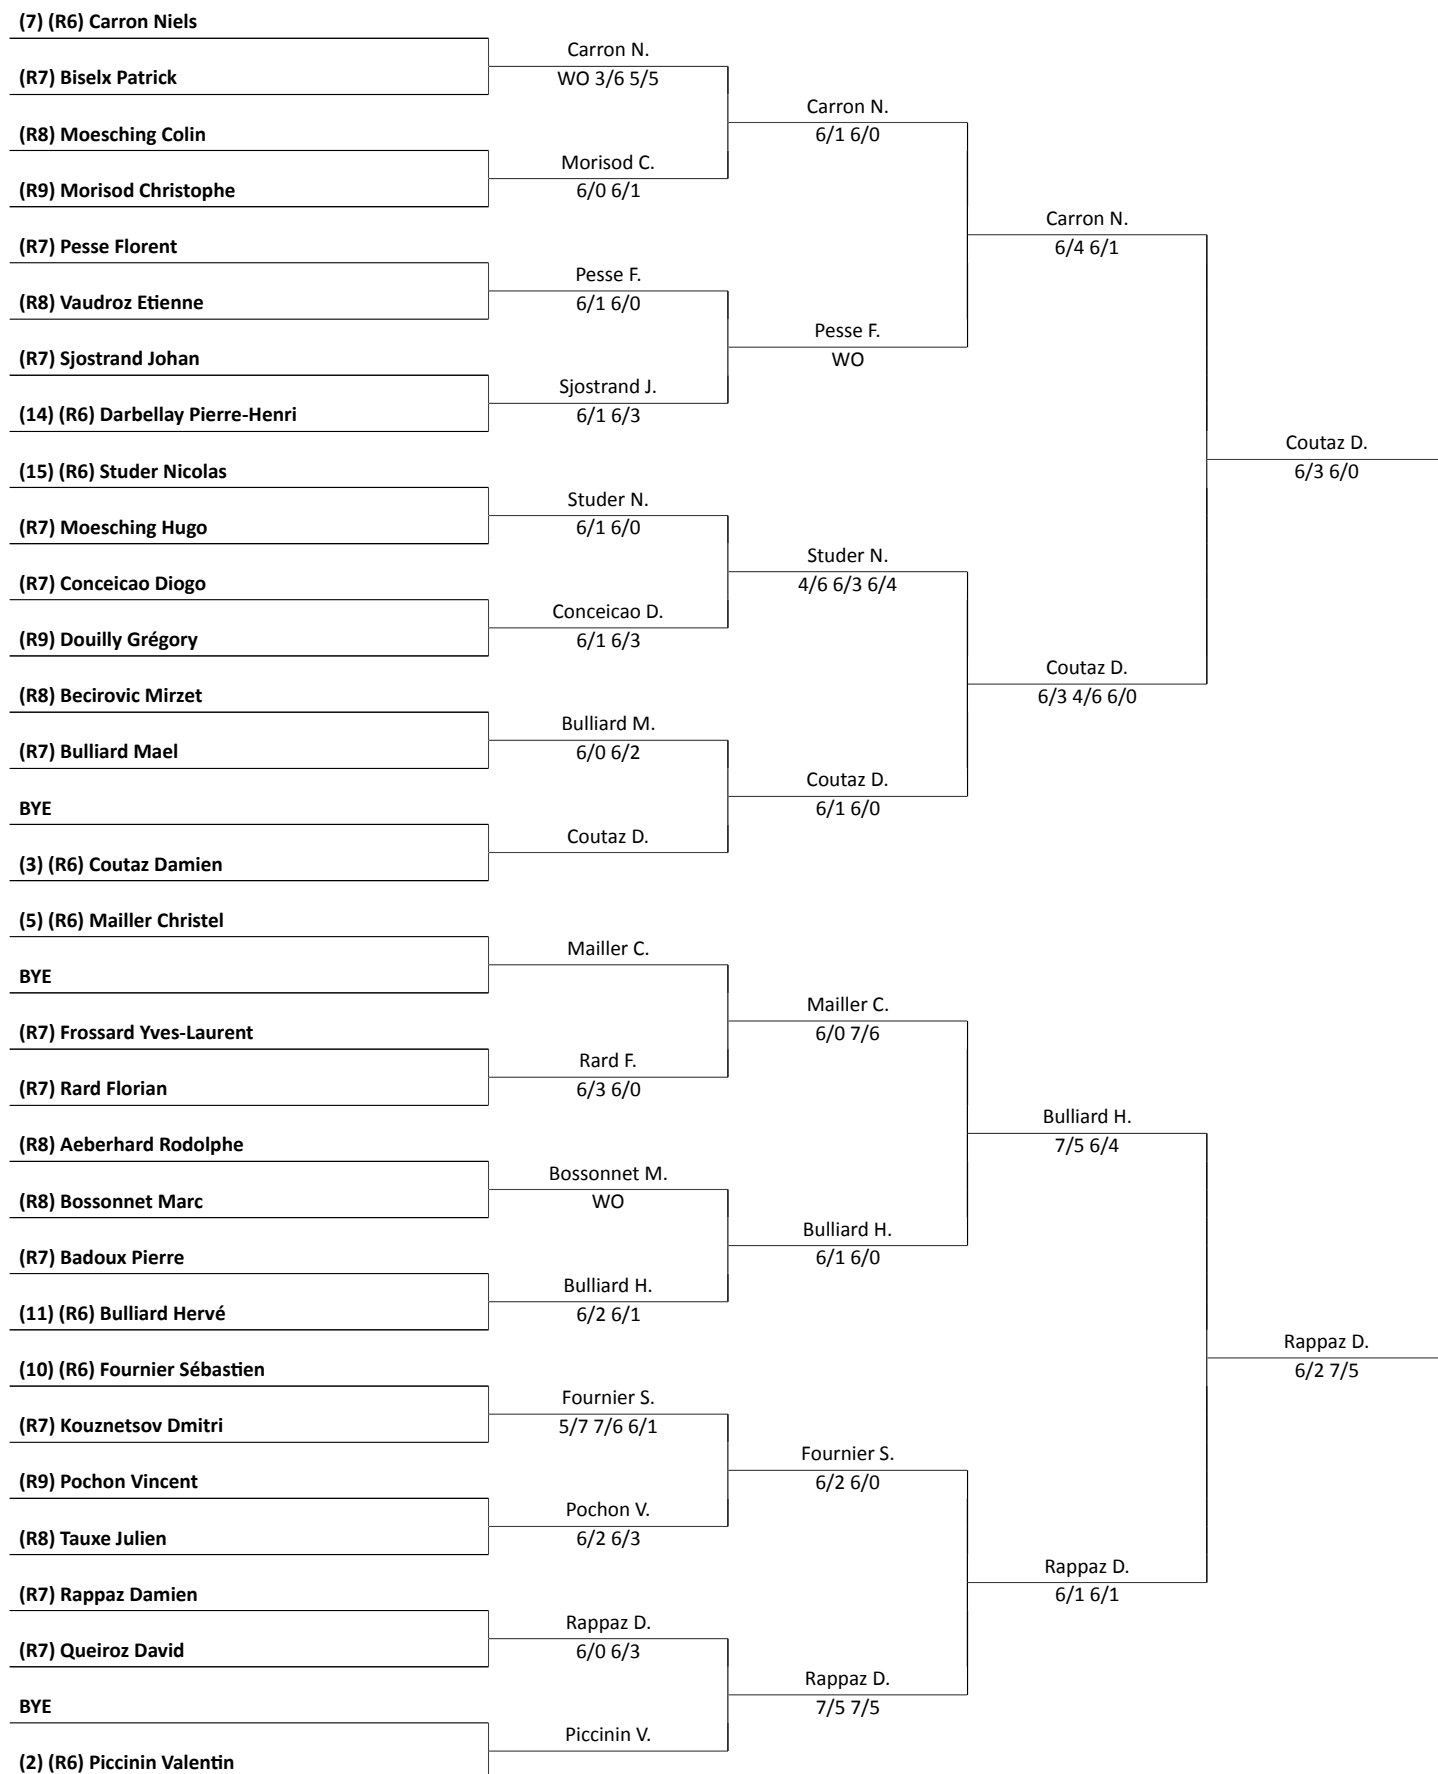 (7) (R6) Carron Niels
Carron N.
(R7) Biselx Patrick
WO 3/6 5/5
Carron N.
(R8) Moesching Colin
6/1 6/0
Morisod C.
(R9) Morisod Christophe
6/0 6/1
Carron N.
(R7) Pesse Florent
6/4 6/1
Pesse F.
(R8) Vaudroz Etienne
6/1 6/0
Pesse F.
(R7) Sjostrand Johan
WO
Sjostrand J.
(14) (R6) Darbellay Pierre-Henri
6/1 6/3
Coutaz D.
(15) (R6) Studer Nicolas
6/3 6/0
Studer N.
(R7) Moesching Hugo
6/1 6/0
Studer N.
(R7) Conceicao Diogo
4/6 6/3 6/4
Conceicao D.
(R9) Douilly Grégory
6/1 6/3
Coutaz D.
(R8) Becirovic Mirzet
6/3 4/6 6/0
Bulliard M.
(R7) Bulliard Mael
6/0 6/2
Coutaz D.
BYE
6/1 6/0
Coutaz D.
(3) (R6) Coutaz Damien
(5) (R6) Mailler Christel
Mailler C.
BYE
Mailler C.
(R7) Frossard Yves-Laurent
6/0 7/6
Rard F.
(R7) Rard Florian
6/3 6/0
Bulliard H.
(R8) Aeberhard Rodolphe
7/5 6/4
Bossonnet M.
(R8) Bossonnet Marc
WO
Bulliard H.
(R7) Badoux Pierre
6/1 6/0
Bulliard H.
(11) (R6) Bulliard Hervé
6/2 6/1
Rappaz D.
(10) (R6) Fournier Sébastien
6/2 7/5
Fournier S.
(R7) Kouznetsov Dmitri
5/7 7/6 6/1
Fournier S.
(R9) Pochon Vincent
6/2 6/0
Pochon V.
(R8) Tauxe Julien
6/2 6/3
Rappaz D.
(R7) Rappaz Damien
6/1 6/1
Rappaz D.
(R7) Queiroz David
6/0 6/3
Rappaz D.
BYE
7/5 7/5
Piccinin V.
(2) (R6) Piccinin Valentin